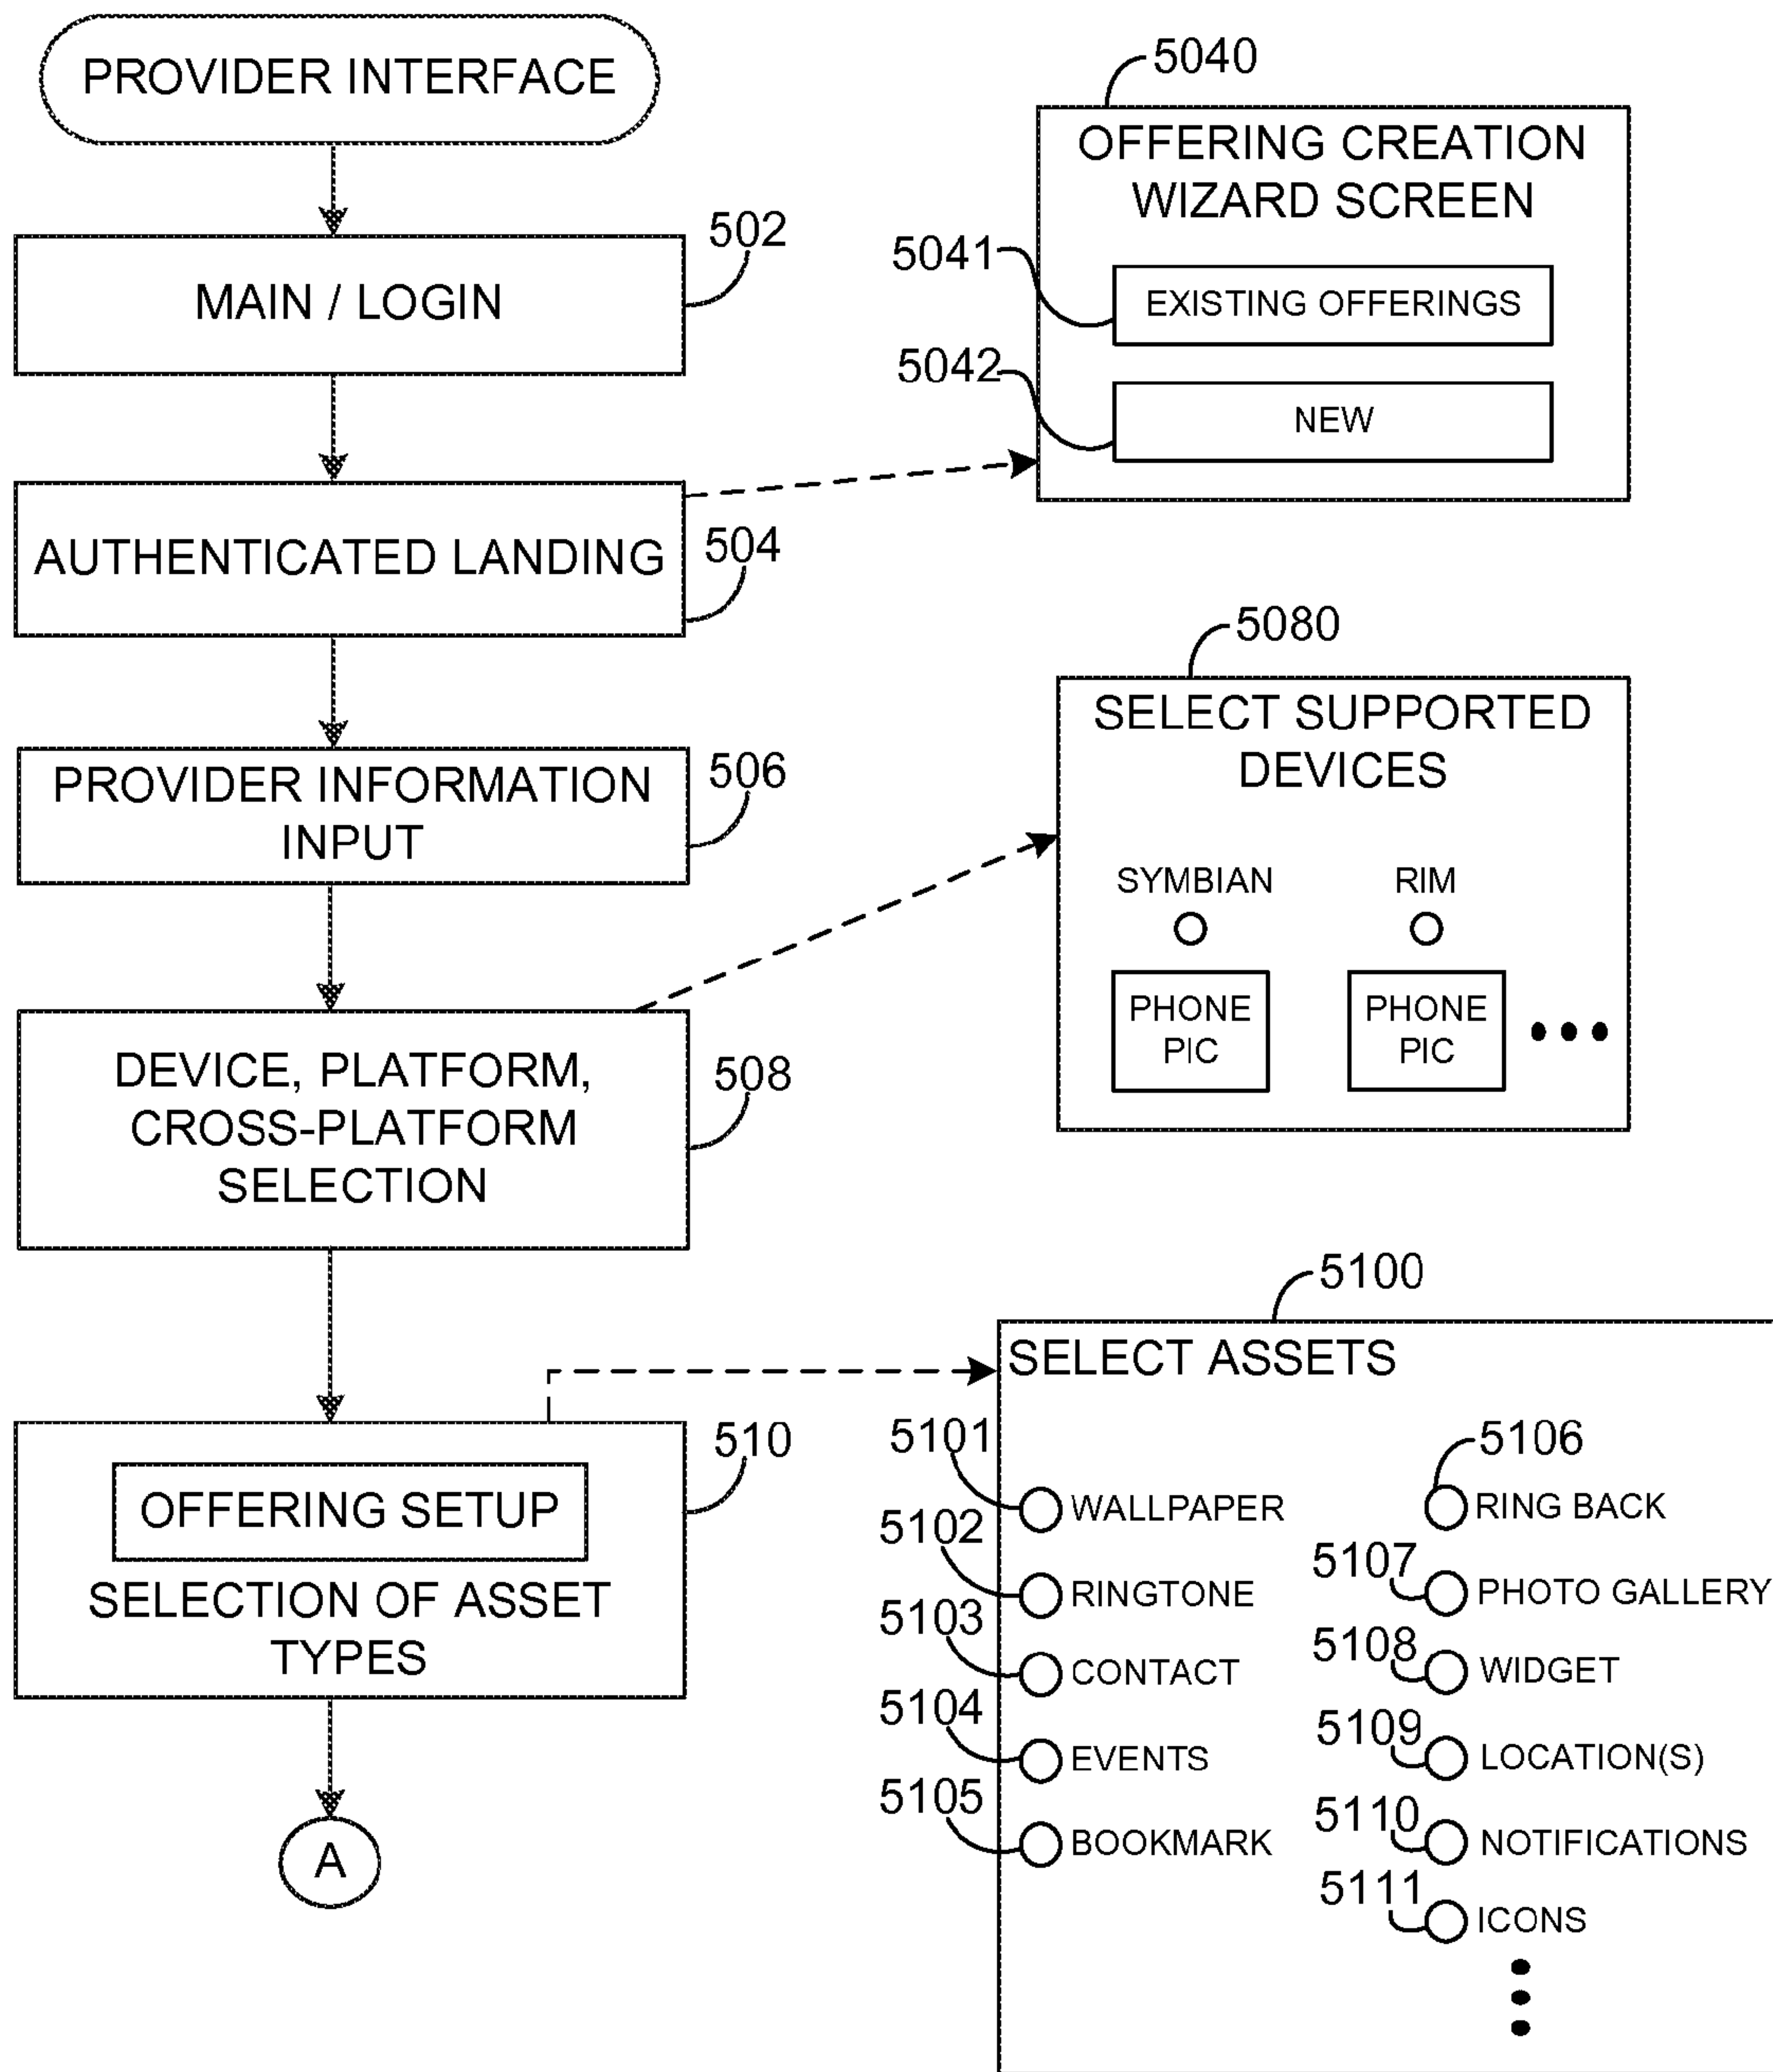 PROVIDER INTERFACE
502
MAIN / LOGIN
504
AUTHENTICATED LANDING
506
PROVIDER INFORMATION
INPUT
508
DEVICE, PLATFORM,
CROSS-PLATFORM
SELECTION
510
OFFERING SETUP
SELECTION OF ASSET
TYPES
A
5040
OFFERING CREATION
WIZARD SCREEN
5041
EXISTING OFFERINGS
5042
NEW
5080
SELECT SUPPORTED
DEVICES
SYMBIAN
RIM
PHONE
PIC
PHONE
PIC
5100
SELECT ASSETS
5101
WALLPAPER
5102
RINGTONE
5103
CONTACT
5104
EVENTS
5105
BOOKMARK
5106
RING BACK
5107
PHOTO GALLERY
5108
WIDGET
5109
LOCATION(S)
5110
NOTIFICATIONS
5111
ICONS